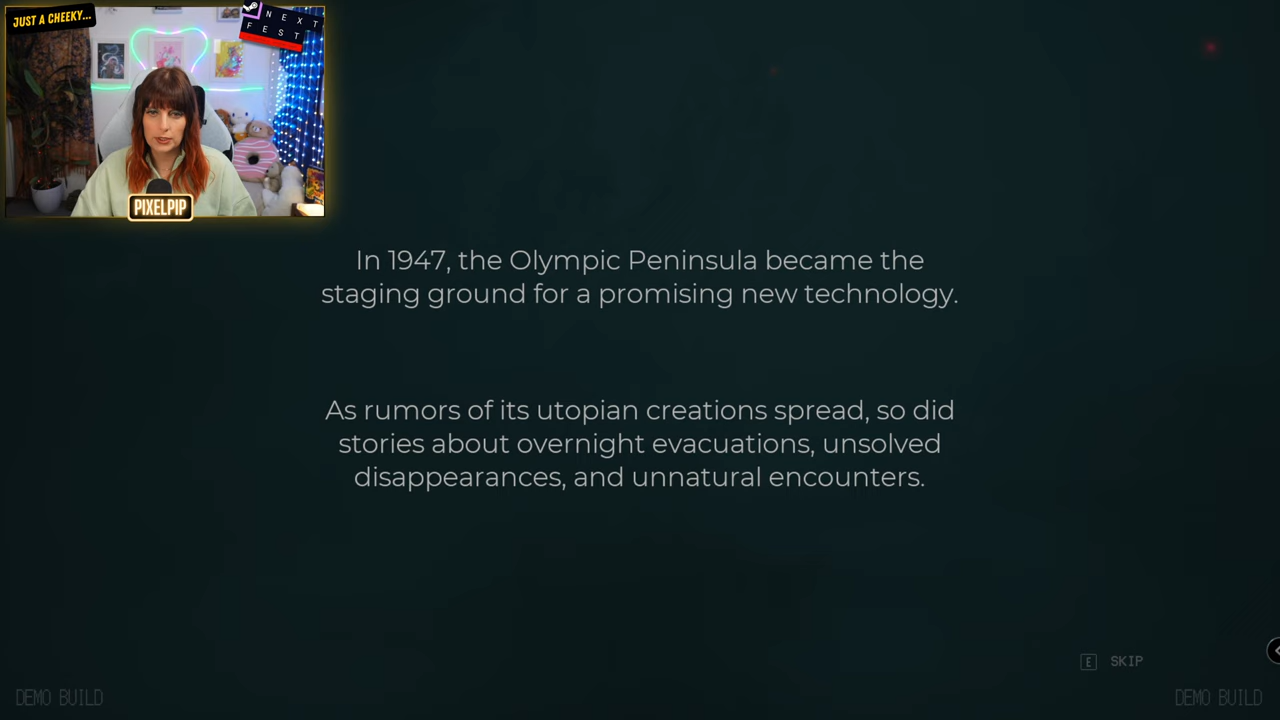 JUST A CHEEKY...
NEXT
FEST
PIXELPIP
In 1947, the Olympic Peninsula became the
staging ground for a promising new technology.
As rumors of its utopian creations spread, so did
stories about overnight evacuations, unsolved
disappearances, and unnatural encounters.
E SKIP
DEMO BUILD
DEMO BUILD